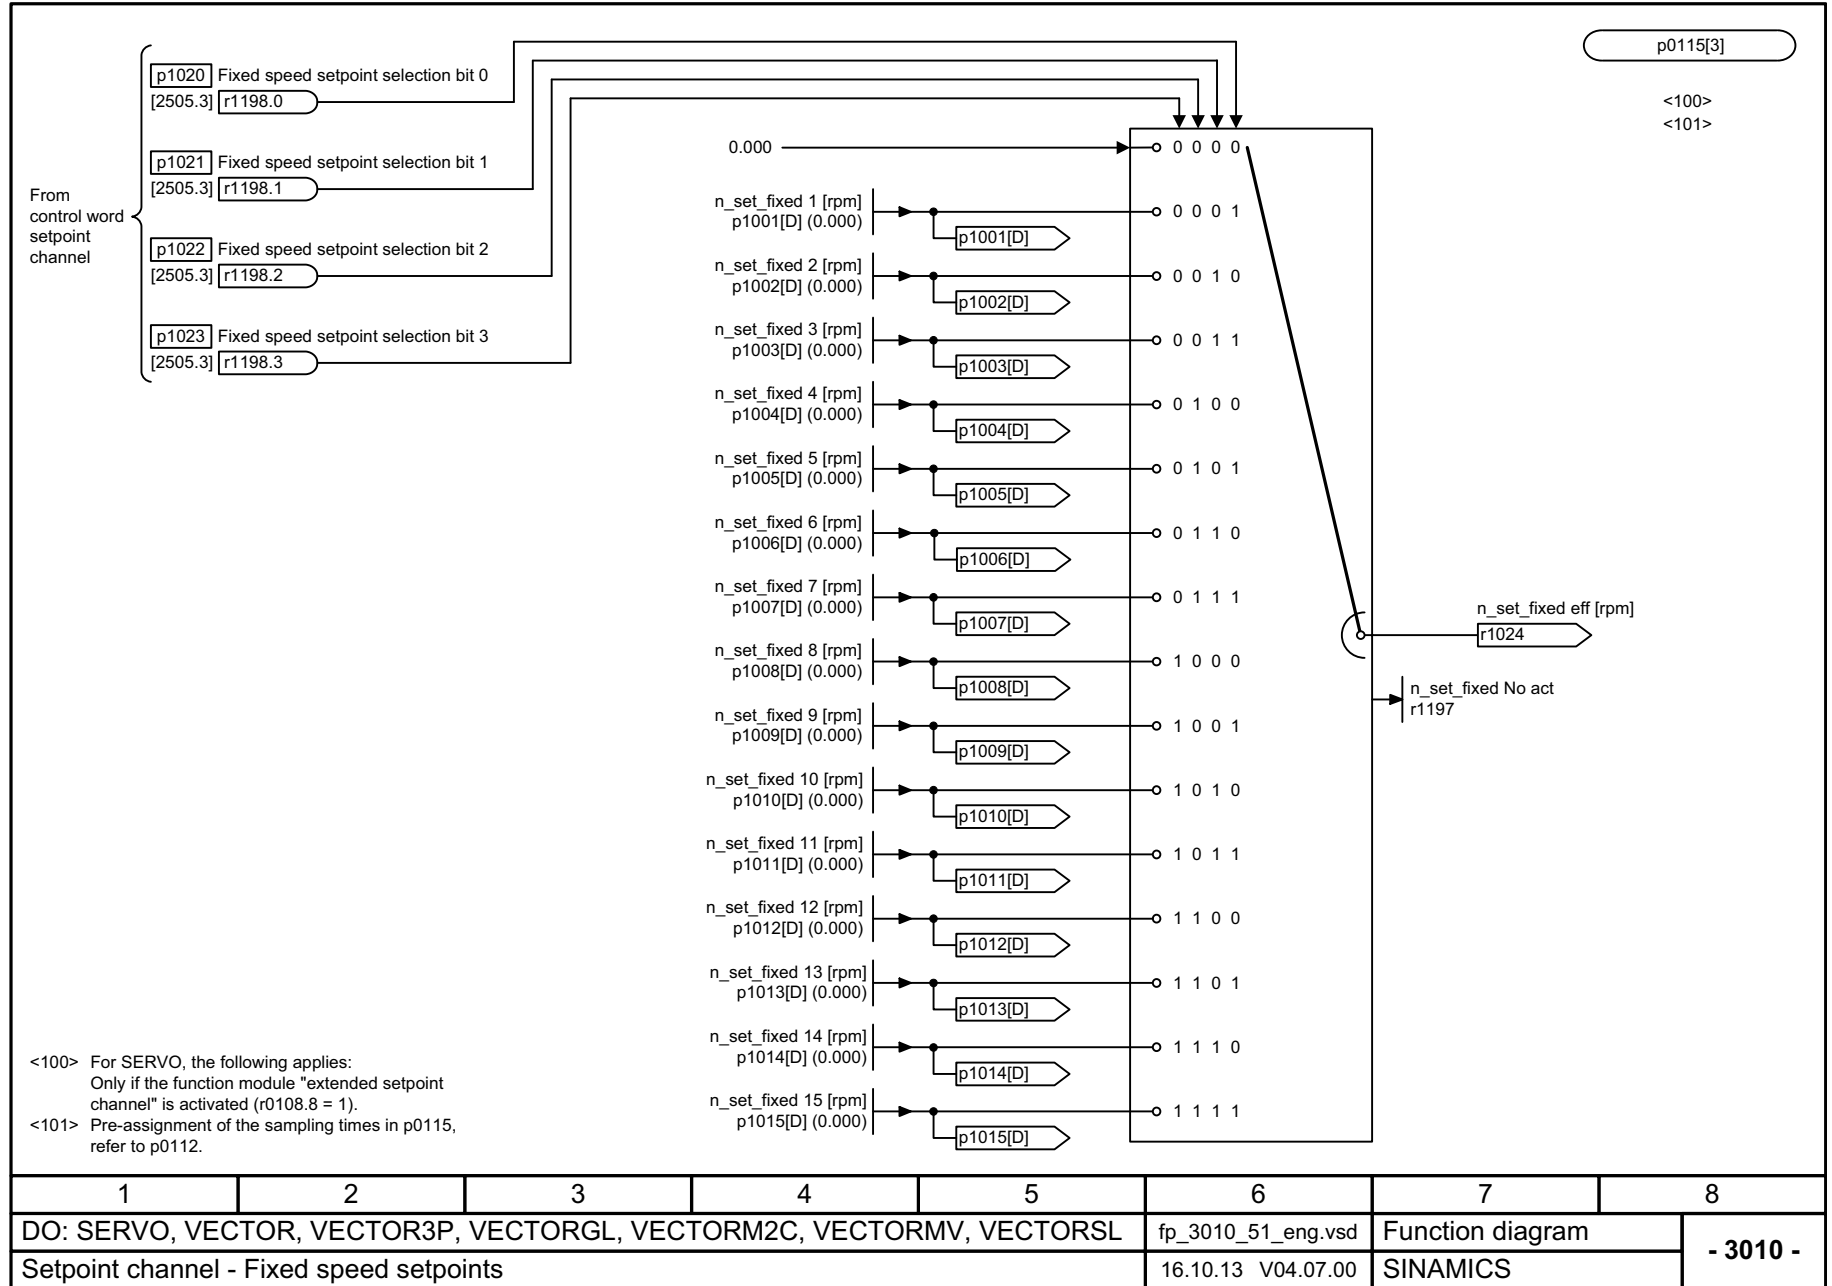 p0115[3]
<100>
<101>
From
control word
setpoint
channel
p1020 Fixed speed setpoint selection bit 0
[2505.3] r1198.0
p1021 Fixed speed setpoint selection bit 1
[2505.3] r1198.1
p1022 Fixed speed setpoint selection bit 2
[2505.3] r1198.2
p1023 Fixed speed setpoint selection bit 3
[2505.3] r1198.3
0.000 0 0 0 0
n_set_fixed 1 [rpm]
p1001[D] (0.000)
p1001[D]
0 0 0 1
n_set_fixed 2 [rpm]
p1002[D] (0.000)
p1002[D]
0 0 1 0
n_set_fixed 3 [rpm]
p1003[D] (0.000)
p1003[D]
0 0 1 1
n_set_fixed 4 [rpm]
p1004[D] (0.000)
p1004[D]
0 1 0 0
n_set_fixed 5 [rpm]
p1005[D] (0.000)
p1005[D]
0 1 0 1
n_set_fixed 6 [rpm]
p1006[D] (0.000)
p1006[D]
0 1 1 0
n_set_fixed 7 [rpm]
p1007[D] (0.000)
p1007[D]
0 1 1 1
n_set_fixed 8 [rpm]
p1008[D] (0.000)
p1008[D]
1 0 0 0
n_set_fixed 9 [rpm]
p1009[D] (0.000)
p1009[D]
1 0 0 1
n_set_fixed 10 [rpm]
p1010[D] (0.000)
p1010[D]
1 0 1 0
n_set_fixed 11 [rpm]
p1011[D] (0.000)
p1011[D]
1 0 1 1
n_set_fixed 12 [rpm]
p1012[D] (0.000)
p1012[D]
1 1 0 0
n_set_fixed 13 [rpm]
p1013[D] (0.000)
p1013[D]
1 1 0 1
n_set_fixed 14 [rpm]
p1014[D] (0.000)
p1014[D]
1 1 1 0
n_set_fixed 15 [rpm]
p1015[D] (0.000)
p1015[D]
1 1 1 1
n_set_fixed eff [rpm]
r1024
n_set_fixed No act
r1197
<100> For SERVO, the following applies:
Only if the function module "extended setpoint
channel" is activated (r0108.8 = 1).
<101> Pre-assignment of the sampling times in p0115,
refer to p0112.
1 2 3 4 5 6 7 8
DO: SERVO, VECTOR, VECTOR3P, VECTORGL, VECTORM2C, VECTORMV, VECTORSL fp_3010_51_eng.vsd Function diagram
- 3010 -
Setpoint channel - Fixed speed setpoints 16.10.13 V04.07.00 SINAMICS